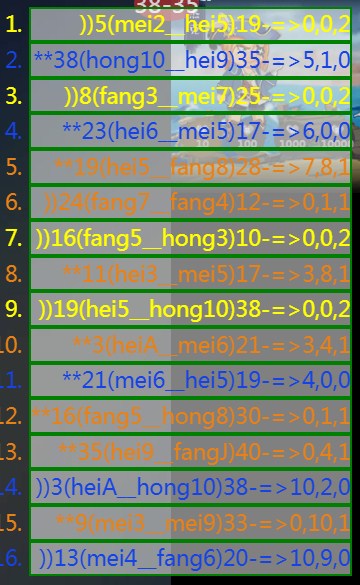 38-35
1. ))5(mei2__hei5)19-=>0,0,2
2. **38(hong10__hei9)35-=>5,1,0
3. ))8(fang3__mei7)25-=>0,0,2
4. **23(hei6__mei5)17-=>6,0,0
5. **19(hei5__fang8)28-=>7,8,1
6. ))24(fang7__fang4)12-=>0,1,1
7. ))16(fang5__hong3)10-=>0,0,2
8. **11(hei3__mei5)17-=>3,8,1
9. ))19(hei5__hong10)38-=>0,0,2
10. **3(heiA__mei6)21-=>3,4,1
11. **21(mei6__hei5)19-=>4,0,0
12. **16(fang5__hong8)30-=>0,1,1
13. **35(hei9__fangJ)40-=>0,4,1
14. ))3(heiA__hong10)38-=>10,2,0
15. **9(mei3__mei9)33-=>0,10,1
16. ))13(mei4__fang6)20-=>10,9,0